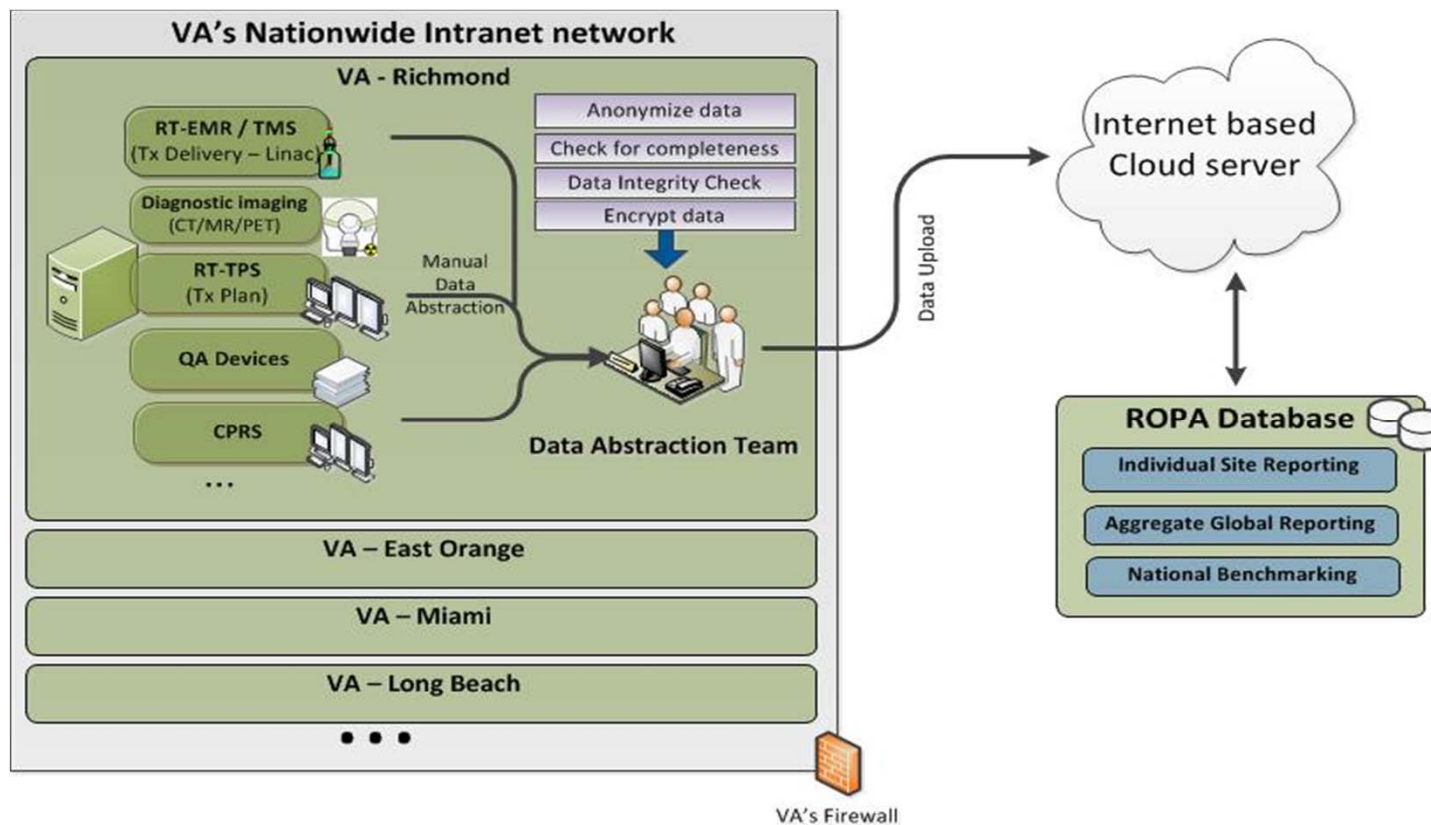 VA's Nationwide Intranet network
VA - Richmond
RT-EMR / TMS
(Tx Delivery – Linac)
Diagnostic imaging
(CT/MR/PET)
RT-TPS
(Tx Plan)
QA Devices
CPRS
...
Manual
Data
Abstraction
Anonymize data
Check for completeness
Data Integrity Check
Encrypt data
Data Abstraction Team
VA – East Orange
VA – Miami
VA – Long Beach
...
VA's Firewall
Data Upload
Internet based
Cloud server
ROPA Database
Individual Site Reporting
Aggregate Global Reporting
National Benchmarking